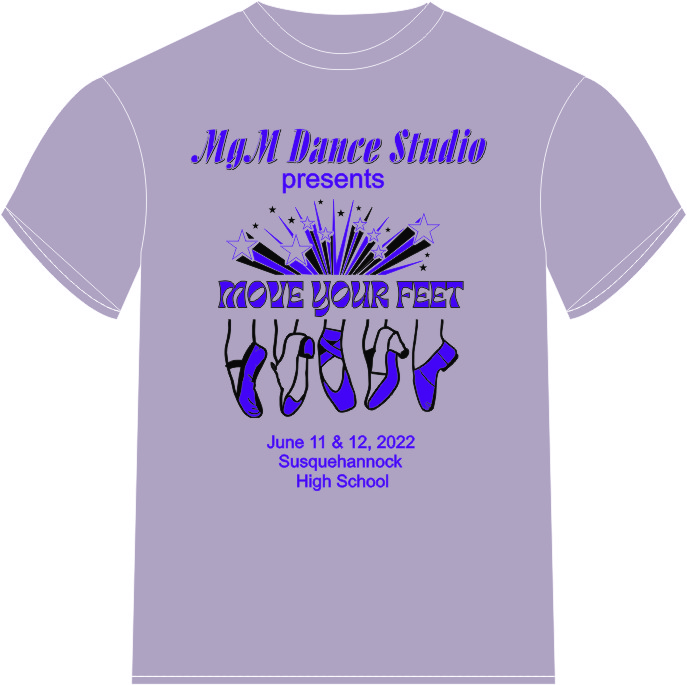 MgM Dance Studio
presents
MOVE YOUR FEET
June 11 & 12, 2022
Susquehannock
High School